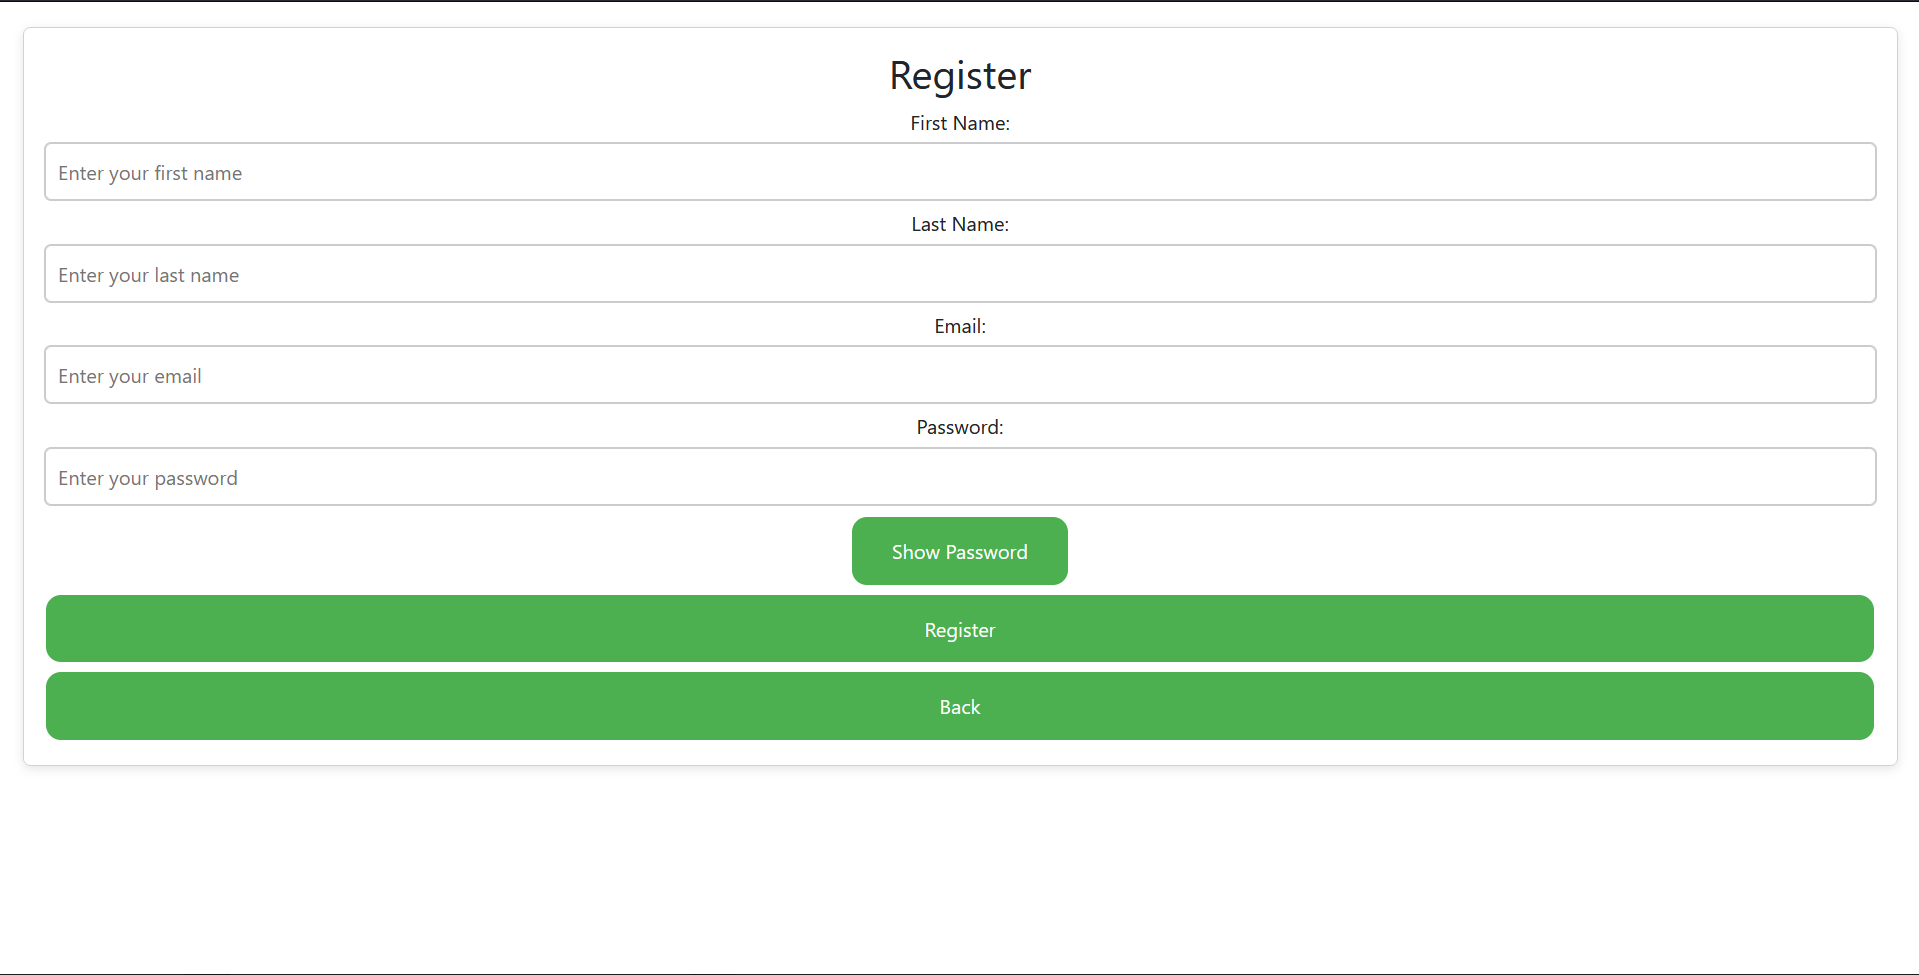 Register
First Name:
Enter your first name
Last Name:
Enter your last name
Email:
Enter your email
Password:
Enter your password
Show Password
Register
Back